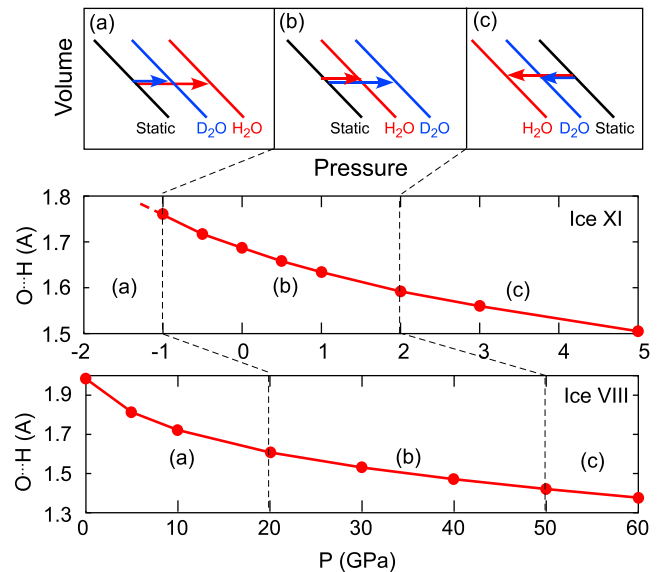 (a)
(b)
(c)
Volume
Static
D₂O
H₂O
Static
H₂O
D₂O
H₂O
D₂O
Static
Pressure
1.8
1.7
1.6
1.5
O···H (A)
Ice XI
(a)
(b)
(c)
-2
-1
0
1
2
3
4
5
1.9
1.7
1.5
1.3
O···H (A)
Ice VIII
(a)
(b)
(c)
0
10
20
30
40
50
60
P (GPa)